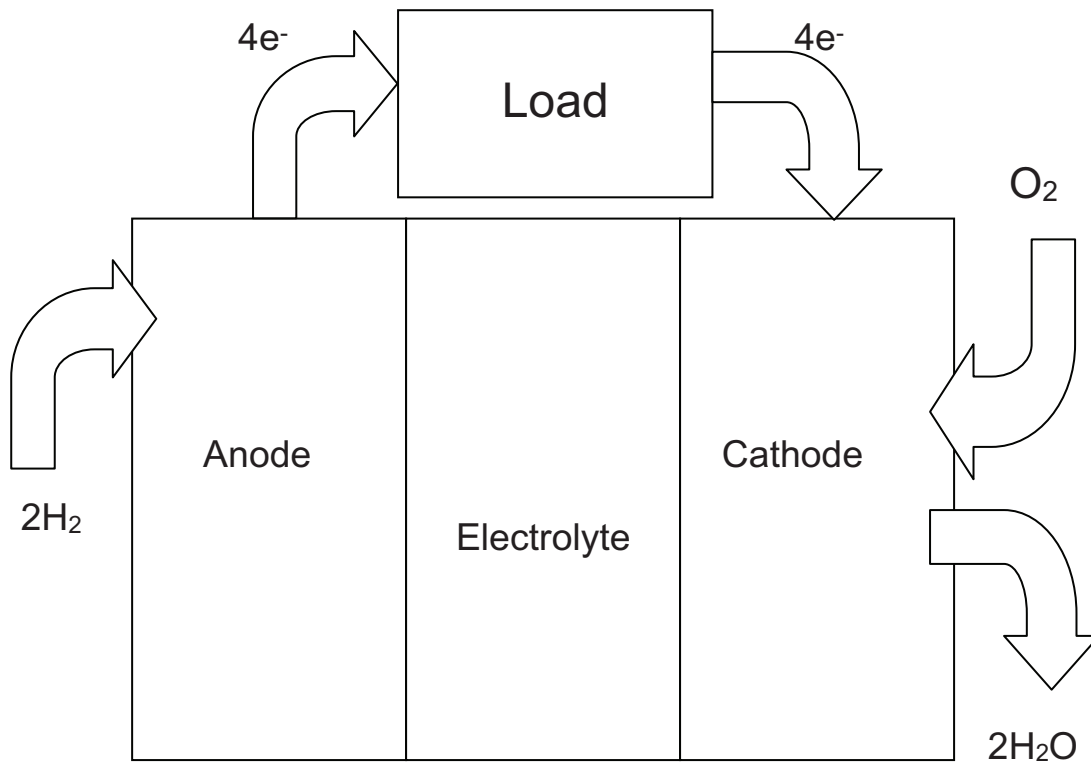 4e⁻
Load
4e⁻
O₂
Anode
Cathode
2H₂
Electrolyte
2H₂O